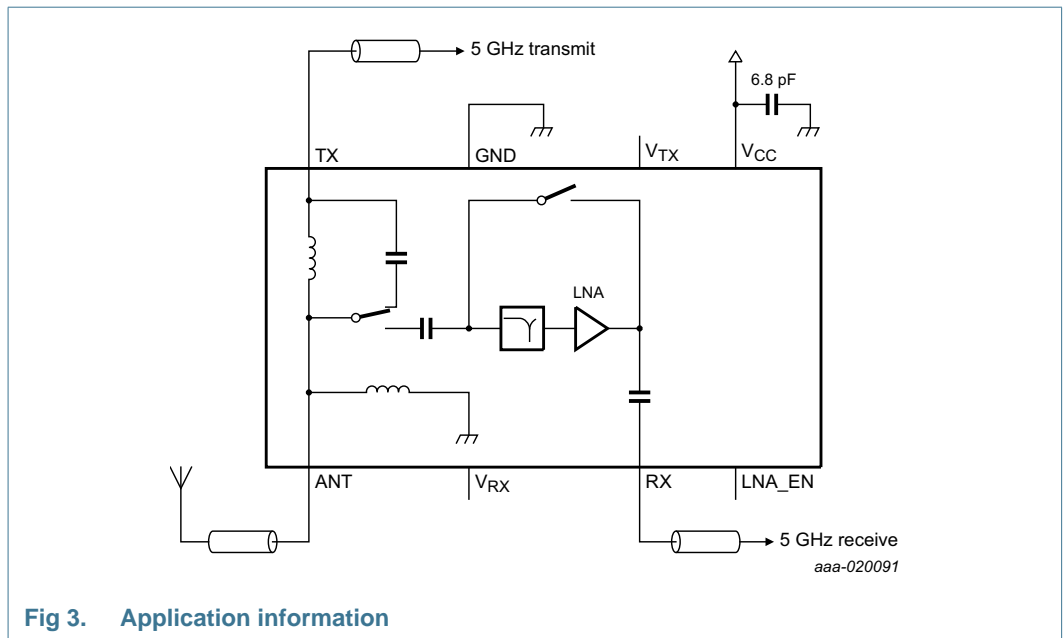 5 GHz transmit
6.8 pF
TX
GND
VTX
VCC
LNA
ANT
VRX
RX
LNA_EN
5 GHz receive
aaa-020091
Fig 3. Application information